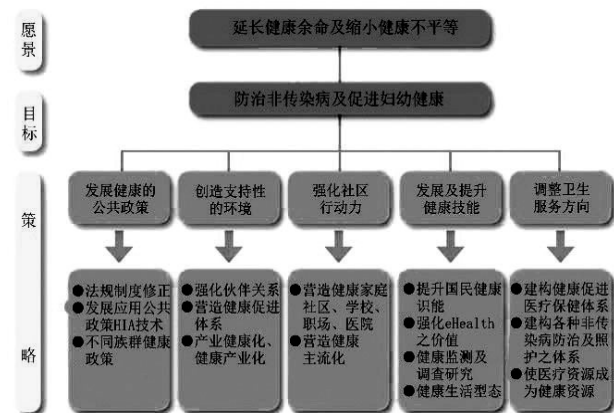 愿
景
延长健康余命及缩小健康不平等
目
标
防治非传染病及促进妇幼健康
策
略
发展健康的
公共政策
创造支持性
的环境
强化社区
行动力
发展及提升
健康技能
调整卫生
服务方向
●法规制度修正
●发展应用公共
政策HIA技术
●不同族群健康
政策
●强化伙伴关系
●营造健康促进
体系
●产业健康化、
健康产业化
●营造健康家庭
社区、学校、
职场、医院
●营造健康
主流化
●提升国民健康
识能
●强化eHealth
之价值
●健康监测及
调查研究
●健康生活型态
●建构健康促进
医疗保健体系
●建构各种非传
染病防治及照
护之体系
●使医疗资源成
为健康资源